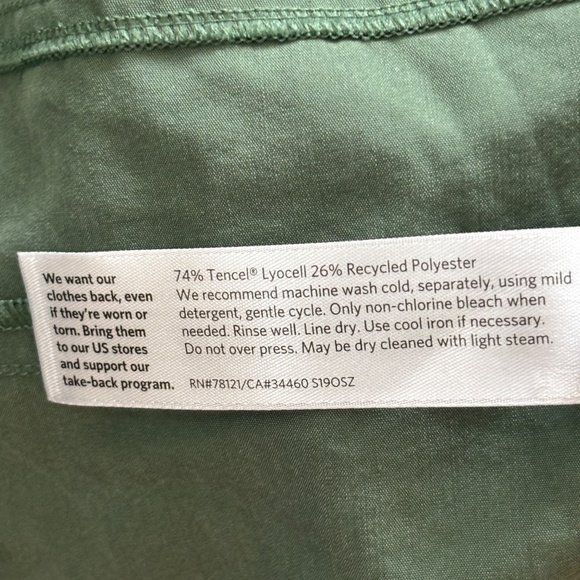 We want our
clothes back, even
if they're worn or
torn. Bring them
to our US stores
and support our
take-back program.
74% Tencel® Lyocell 26% Recycled Polyester
We recommend machine wash cold, separately, using mild
detergent, gentle cycle. Only non-chlorine bleach when
needed. Rinse well. Line dry. Use cool iron if necessary.
Do not over press. May be dry cleaned with light steam.
RN#78121/CA#34460 S19OSZ